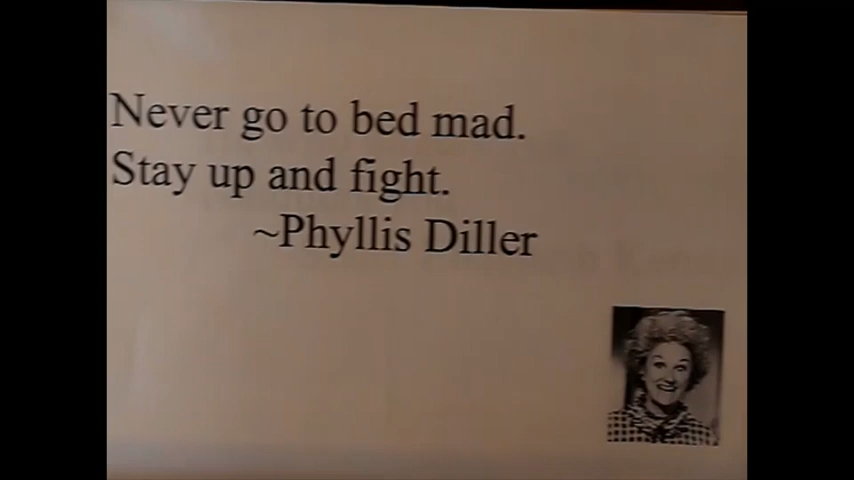 Never go to bed mad.
Stay up and fight.
~Phyllis Diller